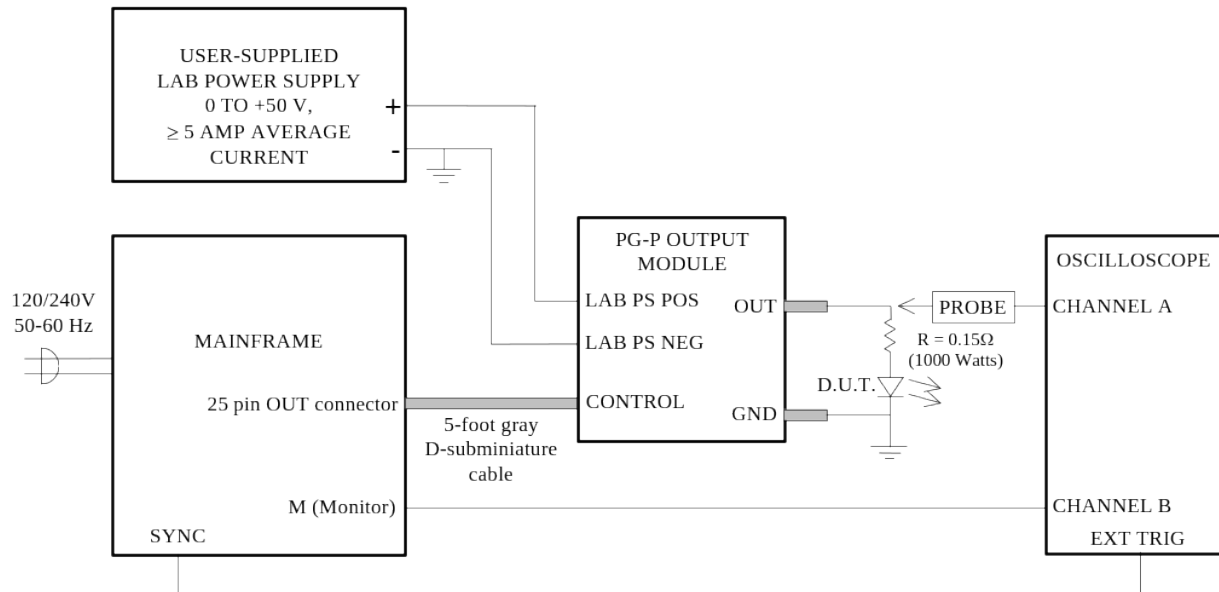 USER-SUPPLIED
LAB POWER SUPPLY
0 TO +50 V,
≥ 5 AMP AVERAGE
CURRENT
+
-
120/240V
50-60 Hz
MAINFRAME
25 pin OUT connector
M (Monitor)
SYNC
5-foot gray
D-subminiature
cable
PG-P OUTPUT
MODULE
LAB PS POS
LAB PS NEG
CONTROL
OUT
GND
PROBE
R = 0.15Ω
(1000 Watts)
D.U.T.
OSCILLOSCOPE
CHANNEL A
CHANNEL B
EXT TRIG